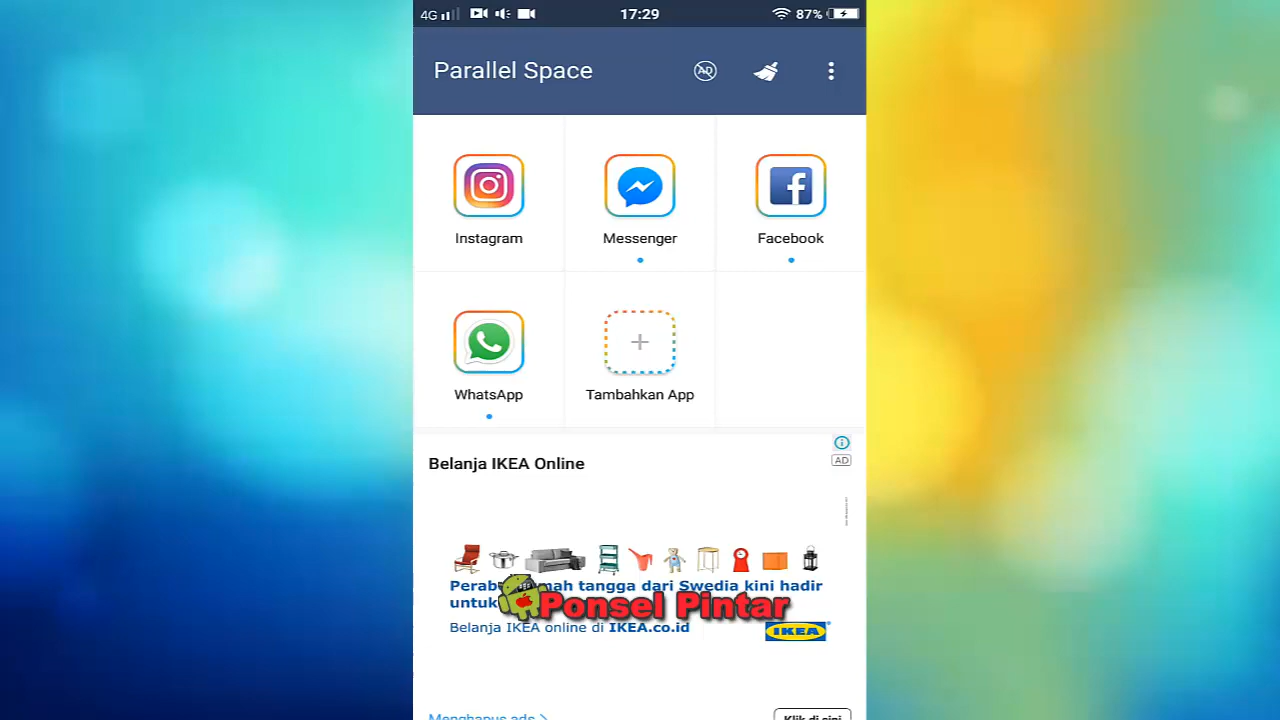 4G
17:29
87%
Parallel Space
AD
Instagram
Messenger
Facebook
WhatsApp
Tambahkan App
Belanja IKEA Online
AD
mah tangga dari Swedia kini hadir
untuk
Ponsel Pintar
Belanja IKEA online di IKEA.co.id
IKEA
Menghapus ads
Klik di sini